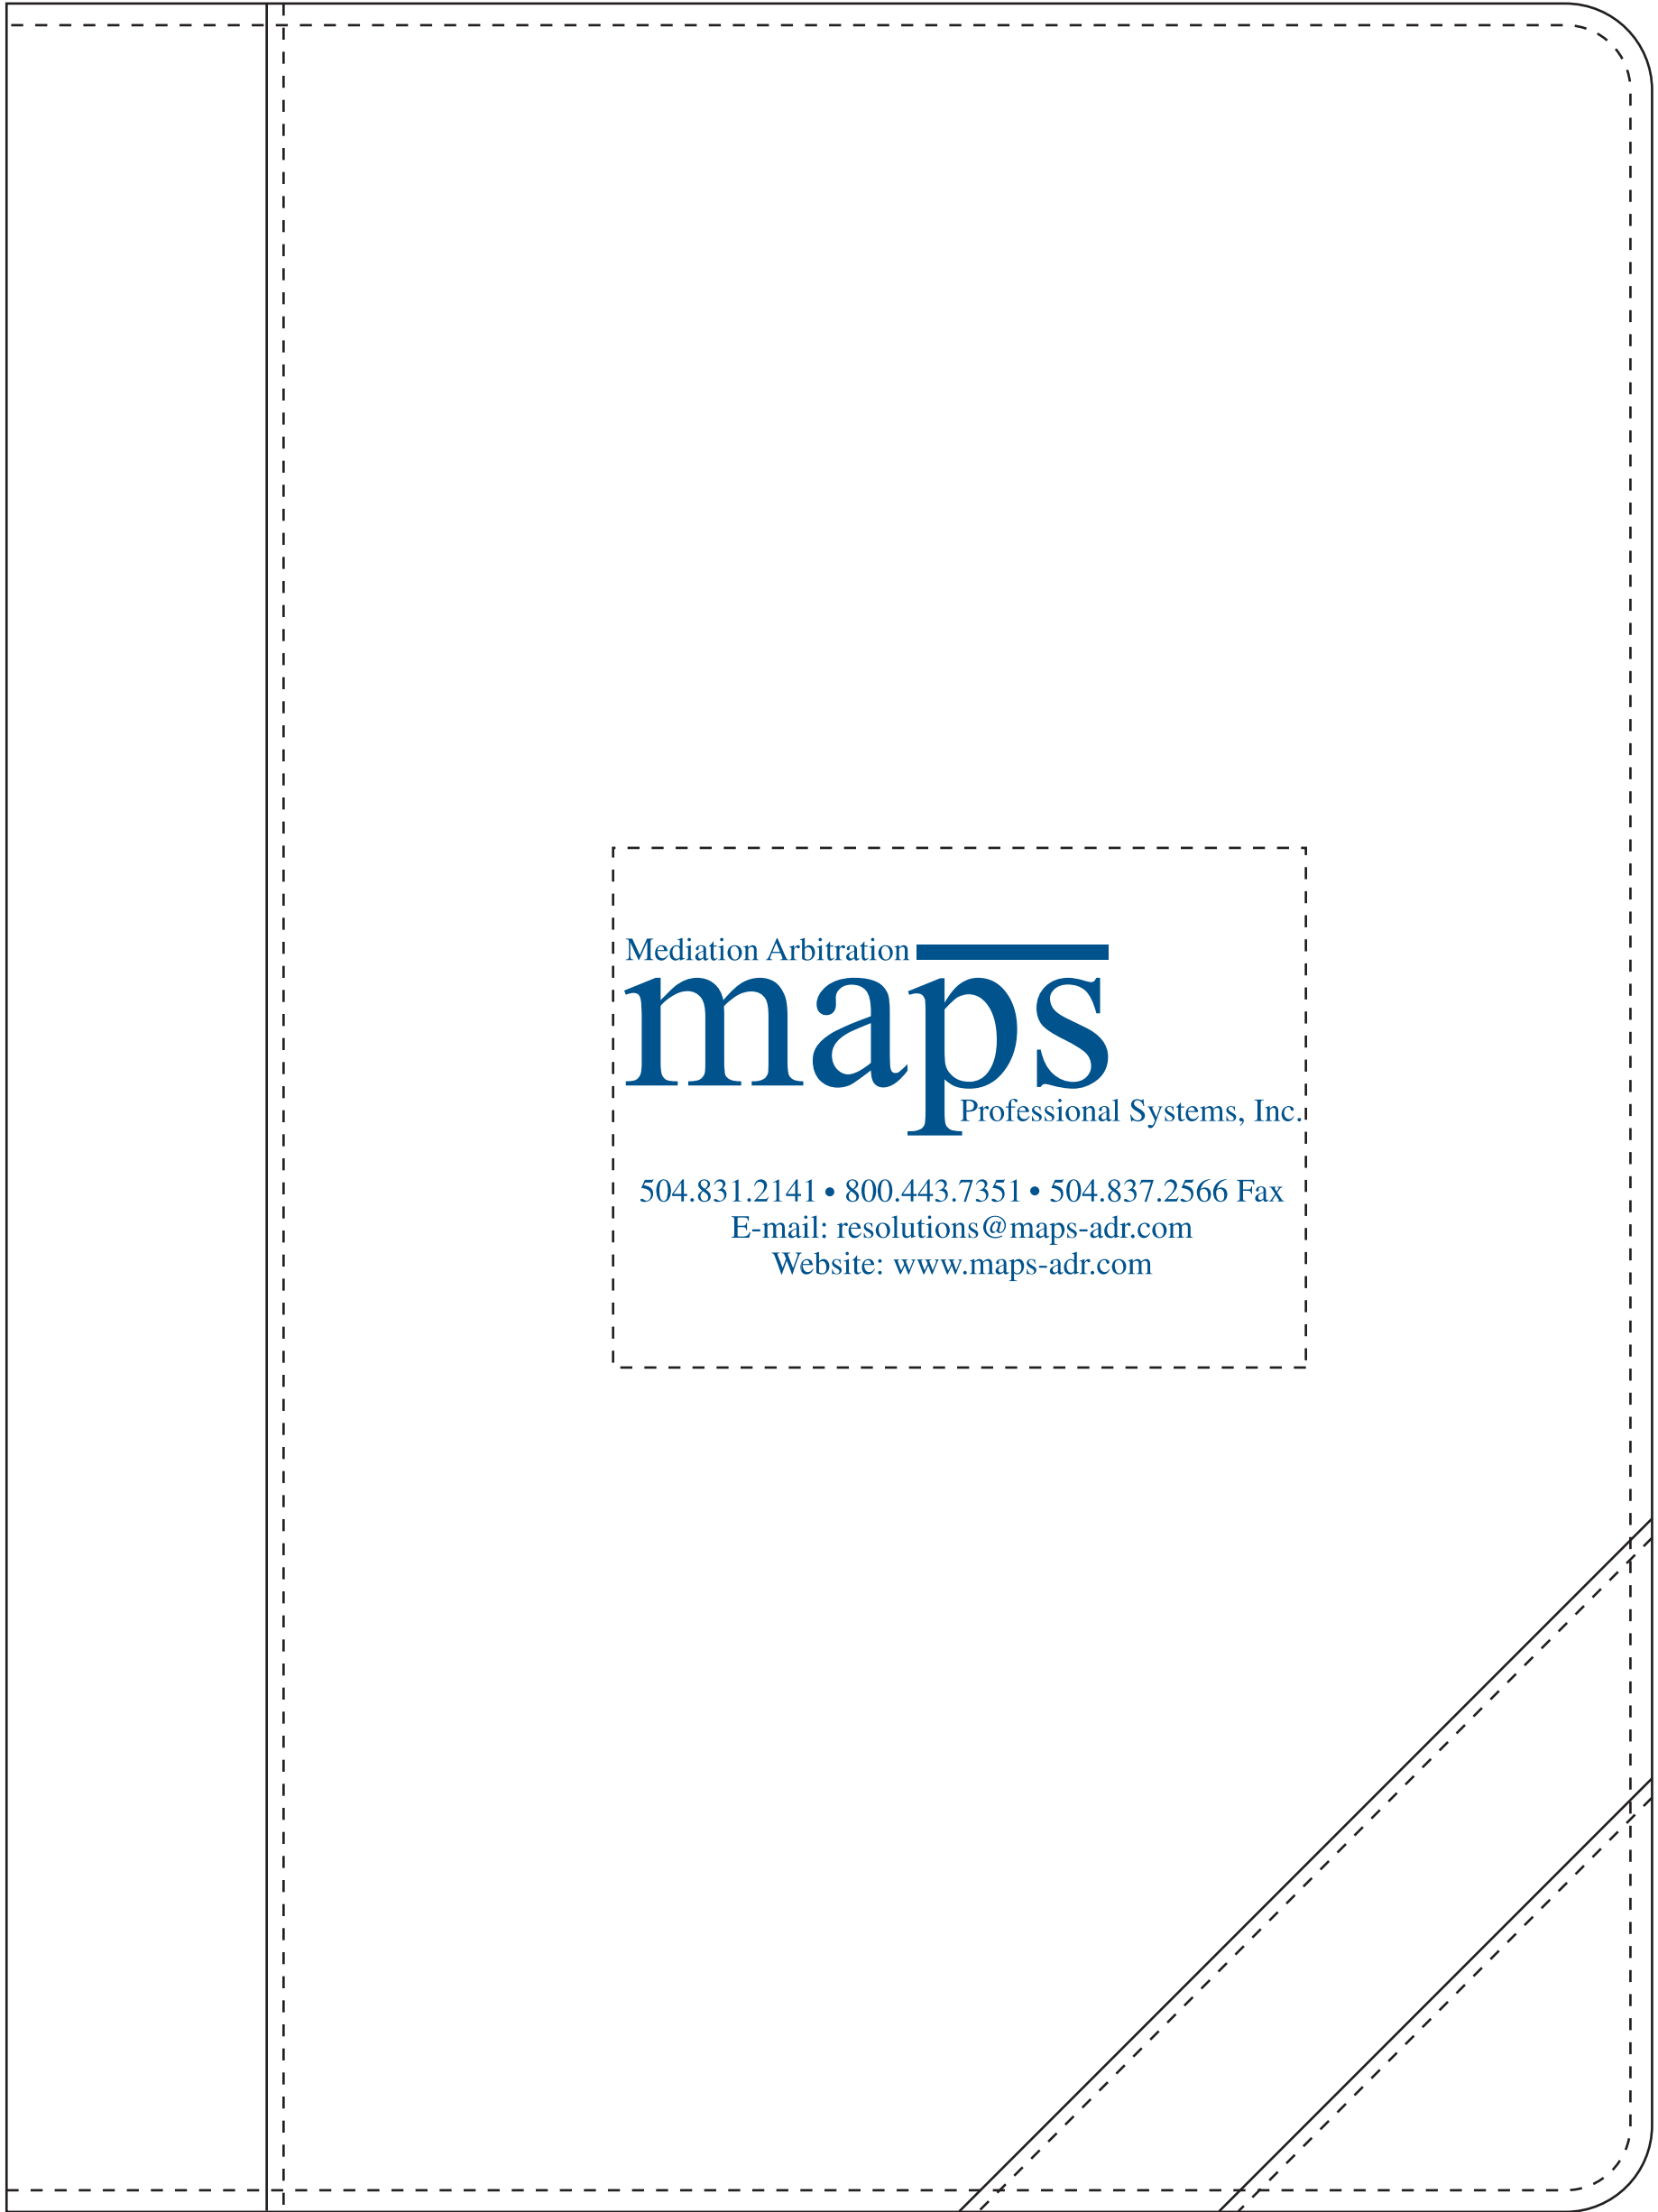 Mediation Arbitration
maps
Professional Systems, Inc.
504.831.2141 • 800.443.7351 • 504.837.2566 Fax
E-mail: resolutions@maps-adr.com
Website: www.maps-adr.com